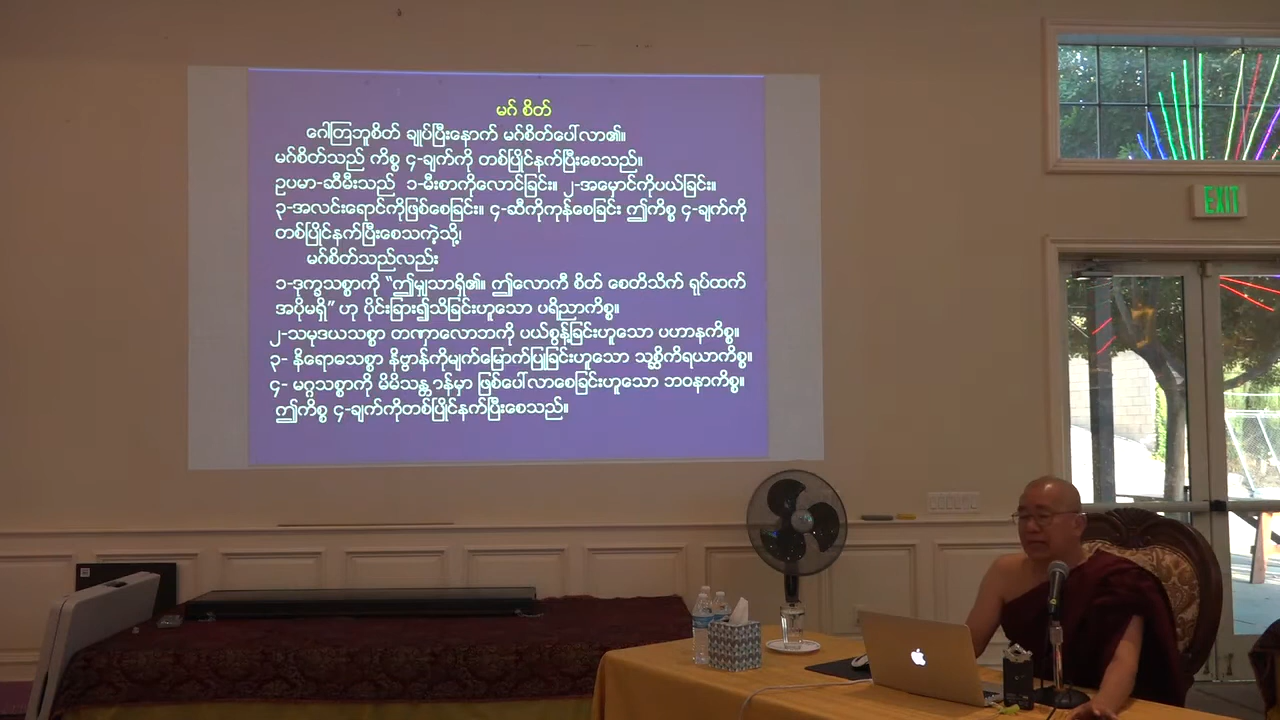 မဂ် စိတ်
ဂေါတြဘူစိတ် ချုပ်ပြီးနောက် မဂ်စိတ်ပေါ်လာ၏။
မဂ်စိတ်သည် ကိစ္စ ၄-ချက်ကို တစ်ပြိုင်နက်ပြီးစေသည်။
ဥပမာ-ဆီမီးသည် ၁-မီးစာကိုလောင်ခြင်း။ ၂-အမှောင်ကိုပယ်ခြင်း။
၃-အလင်းရောင်ကိုဖြစ်စေခြင်း။ ၄-ဆီကိုကုန်စေခြင်း ဤကိစ္စ ၄-ချက်ကို
တစ်ပြိုင်နက်ပြီးစေသကဲ့သို့၊
မဂ်စိတ်သည်လည်း
၁-ဒုက္ခသစ္စာကို “ဤမျှသာရှိ၏။ ဤလောကီ စိတ် စေတိသိက် ရုပ်ထက်
အပိုမရှိ” ဟု ပိုင်းခြား၍သိခြင်းဟူသော ပရိညာကိစ္စ။
၂-သမုဒယသစ္စာ တဏှာလောဘကို ပယ်စွန့်ခြင်းဟူသော ပဟာနကိစ္စ။
၃- နိရောဓသစ္စာ နိဗ္ဗာန်ကိုမျက်မြောက်ပြုခြင်းဟူသော သစ္ဆိကိရယာကိစ္စ။
၄- မဂ္ဂသစ္စာကို မိမိသန္တာန်မှာ ဖြစ်ပေါ်လာစေခြင်းဟူသော ဘဝနာကိစ္စ။
ဤကိစ္စ ၄-ချက်ကိုတစ်ပြိုင်နက်ပြီးစေသည်။
EXIT